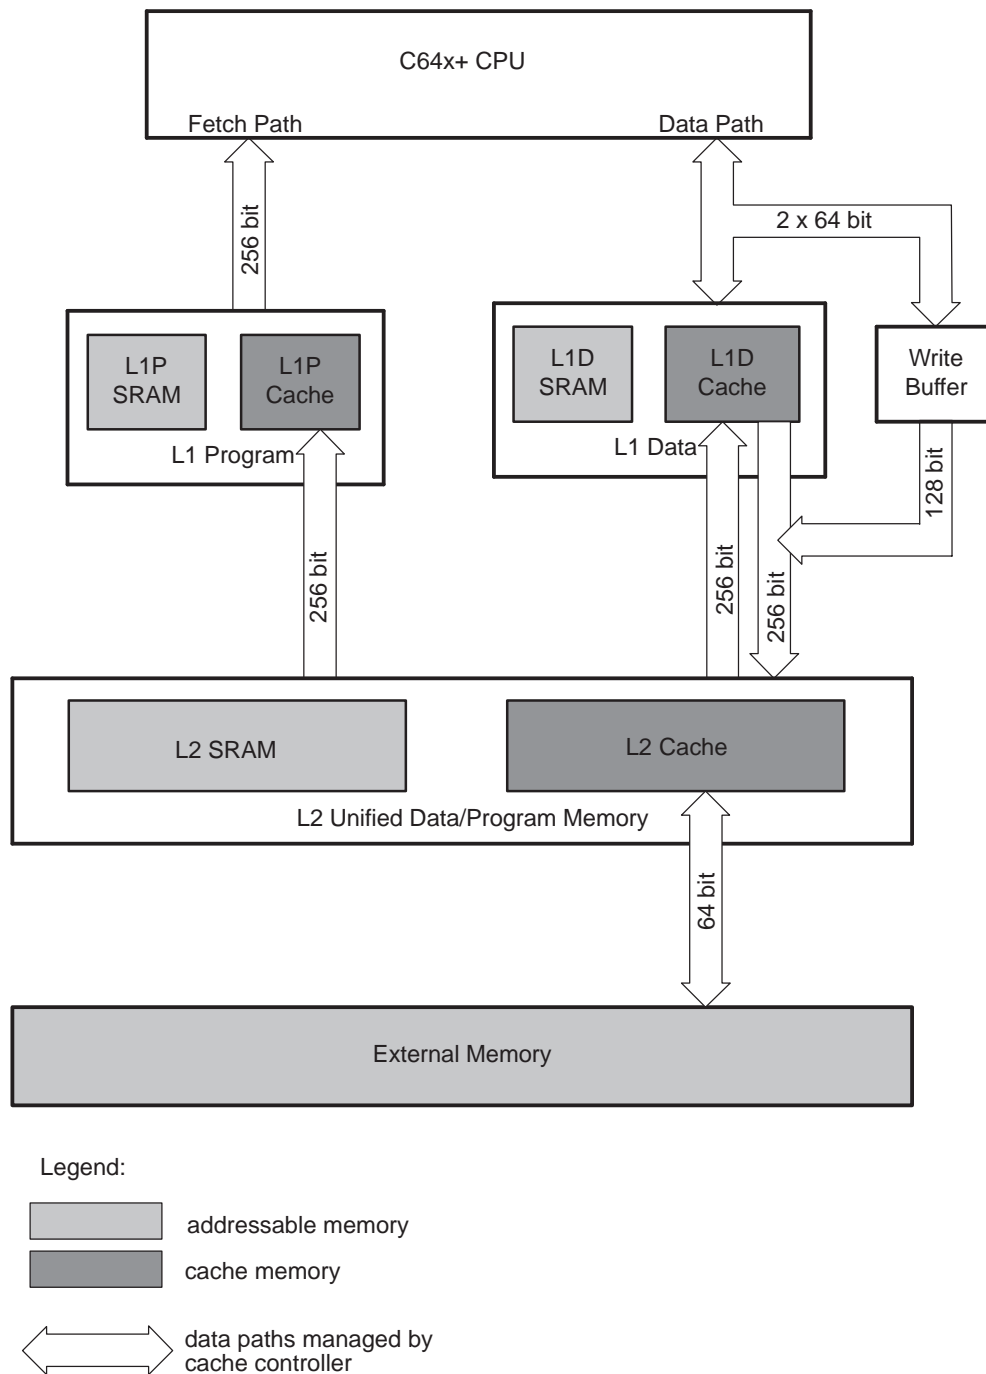 C64x+ CPU
Fetch Path
Data Path
256 bit
2 x 64 bit
L1P
SRAM
L1P
Cache
L1 Program
L1D
SRAM
L1D
Cache
L1 Data
Write
Buffer
128 bit
256 bit
256 bit
256 bit
L2 SRAM
L2 Cache
L2 Unified Data/Program Memory
64 bit
External Memory
Legend:
addressable memory
cache memory
data paths managed by
cache controller